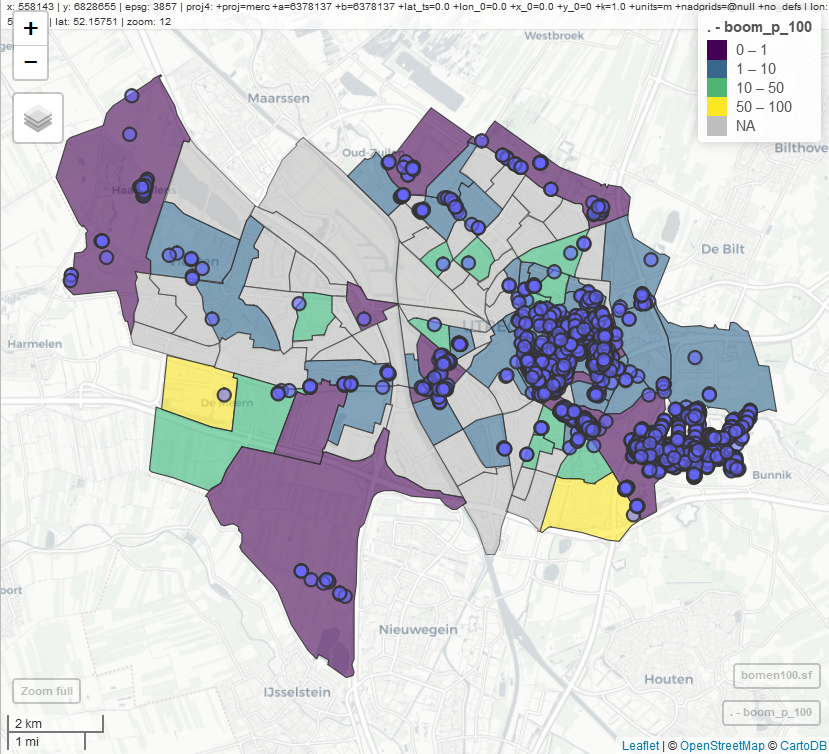 x: 558143 | y: 6828655 | epsg: 3857 | proj4: +proj=merc +a=6378137 +b=6378137 +lat_ts=0.0 +lon_0=0.0 +x_0=0.0 +y_0=0 +k=1.0 +units=m +nadgrids=@null +no_defs | lon:
| lat: 52.15751 | zoom: 12
+
−
. - boom_p_100
0 – 1
1 – 10
10 – 50
50 – 100
NA
Westbroek
Maarssen
Bilthoven
Oud-Zuilen
De Bilt
Harmelen
De Meern
Bunnik
Nieuwegein
Houten
IJsselstein
Zoom full
bomen100.sf
. - boom_p_100
2 km
1 mi
Leaflet | © OpenStreetMap © CartoDB